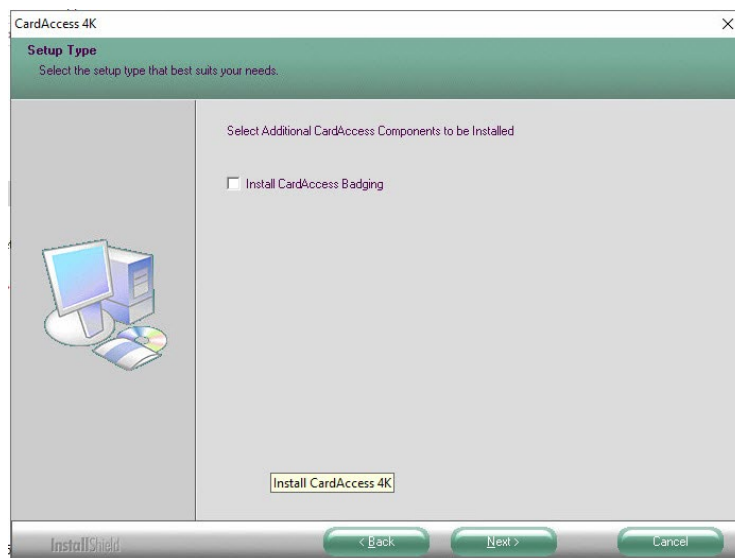 CardAccess 4K
Setup Type
Select the setup type that best suits your needs.
Select Additional CardAccess Components to be Installed
Install CardAccess Badging
Install CardAccess 4K
InstallShield
< Back
Next >
Cancel